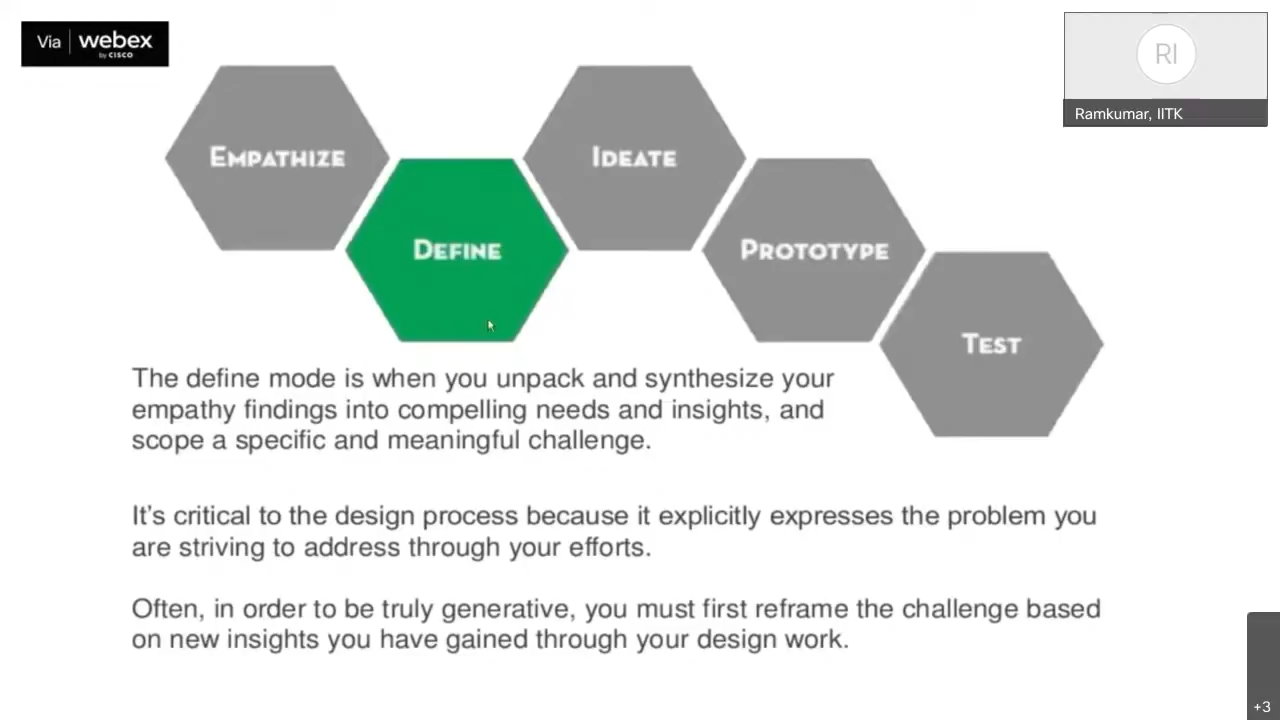 Via webex
by CISCO
RI
Ramkumar, IITK
EMPATHIZE
IDEATE
DEFINE
PROTOTYPE
TEST
The define mode is when you unpack and synthesize your
empathy findings into compelling needs and insights, and
scope a specific and meaningful challenge.
It's critical to the design process because it explicitly expresses the problem you
are striving to address through your efforts.
Often, in order to be truly generative, you must first reframe the challenge based
on new insights you have gained through your design work.
+3